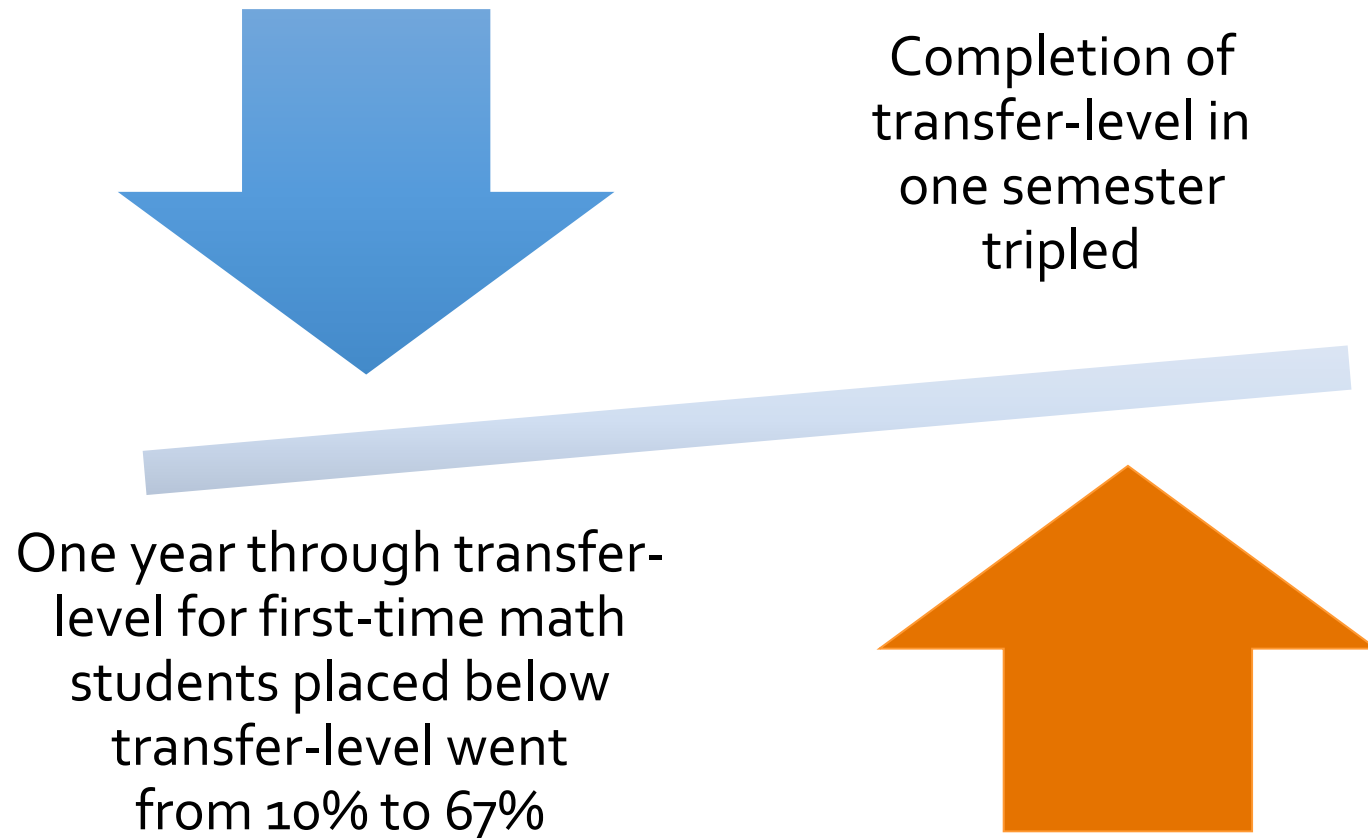 Completion of
transfer-level in
one semester
tripled
One year through transfer-
level for first-time math
students placed below
transfer-level went
from 10% to 67%